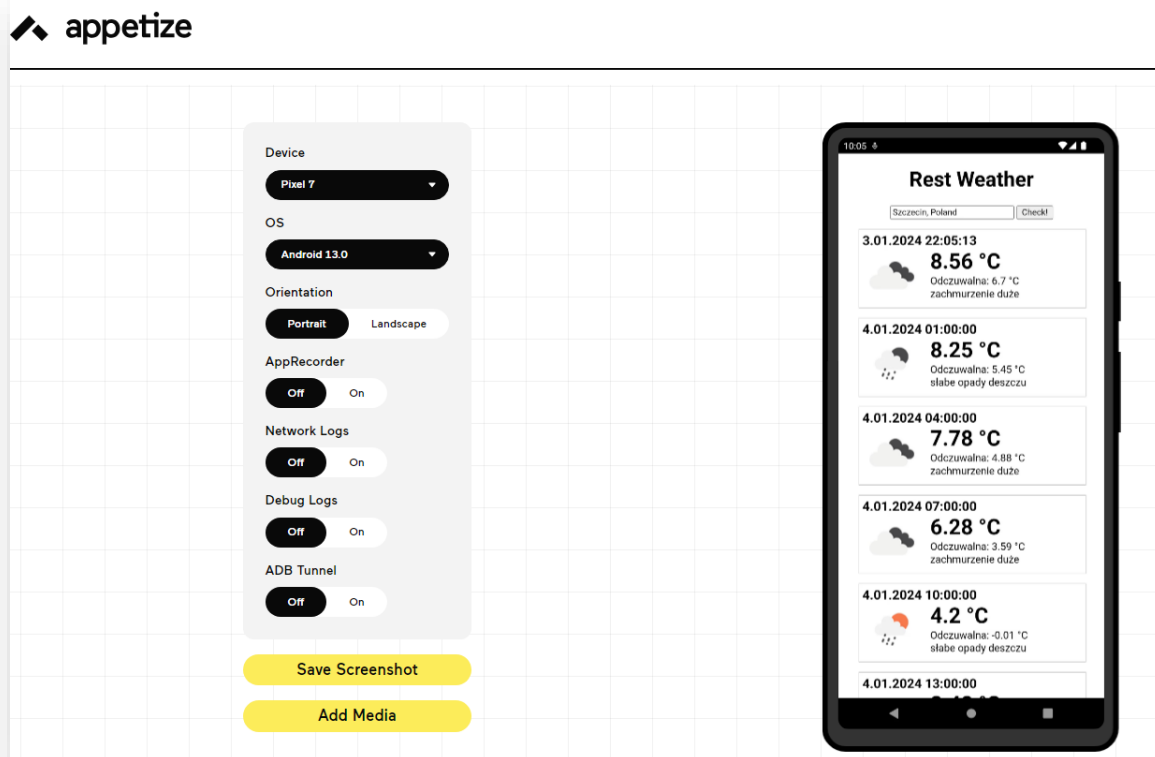 appetize
Device
Pixel 7
OS
Android 13.0
Orientation
Portrait Landscape
AppRecorder
Off On
Network Logs
Off On
Debug Logs
Off On
ADB Tunnel
Off On
Save Screenshot
Add Media
10:05
Rest Weather
Szczecin, Poland Check!
3.01.2024 22:05:13
8.56 °C
Odczuwalna: 6.7 °C
zachmurzenie duże
4.01.2024 01:00:00
8.25 °C
Odczuwalna: 5.45 °C
słabe opady deszczu
4.01.2024 04:00:00
7.78 °C
Odczuwalna: 4.88 °C
zachmurzenie duże
4.01.2024 07:00:00
6.28 °C
Odczuwalna: 3.59 °C
zachmurzenie duże
4.01.2024 10:00:00
4.2 °C
Odczuwalna: -0.01 °C
słabe opady deszczu
4.01.2024 13:00:00